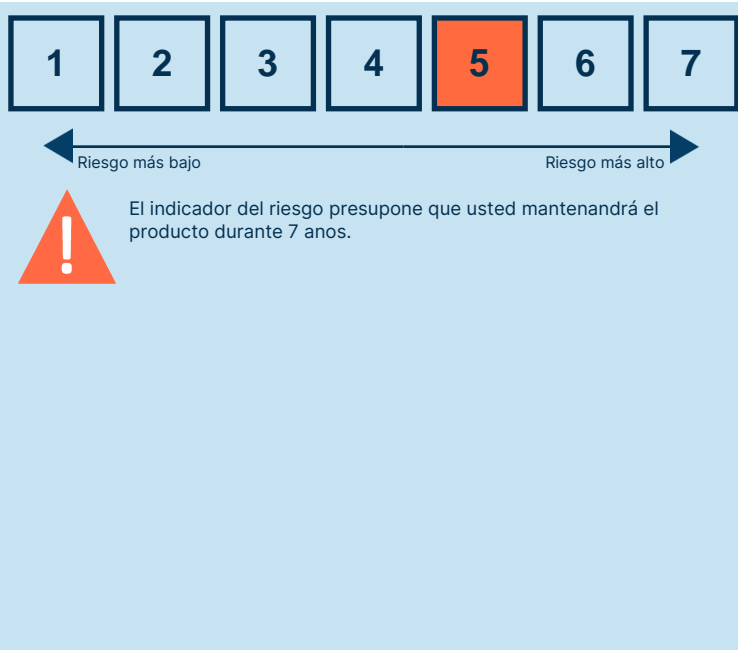 1 2 3 4 5 6 7
Riesgo más bajo Riesgo más alto
!
El indicador del riesgo presupone que usted mantenandrá el
producto durante 7 anos.